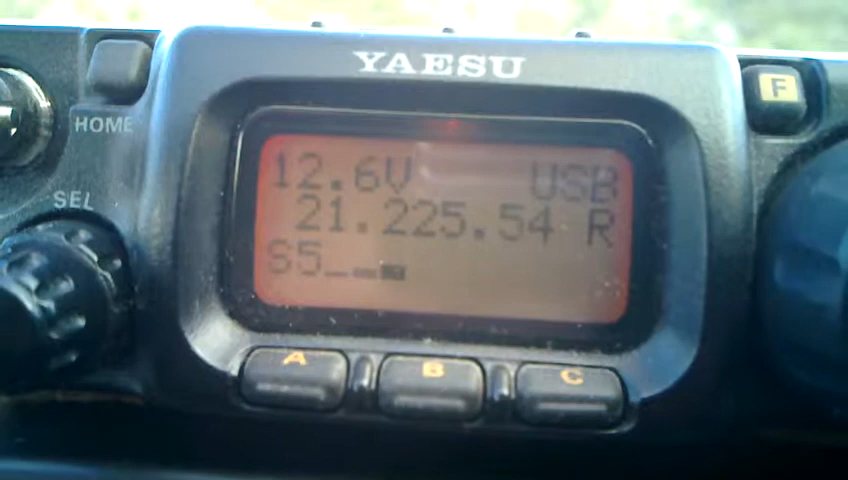 YAESU
F
HOME
SEL
12.6V USB
21.225.54 R
S5
A B C